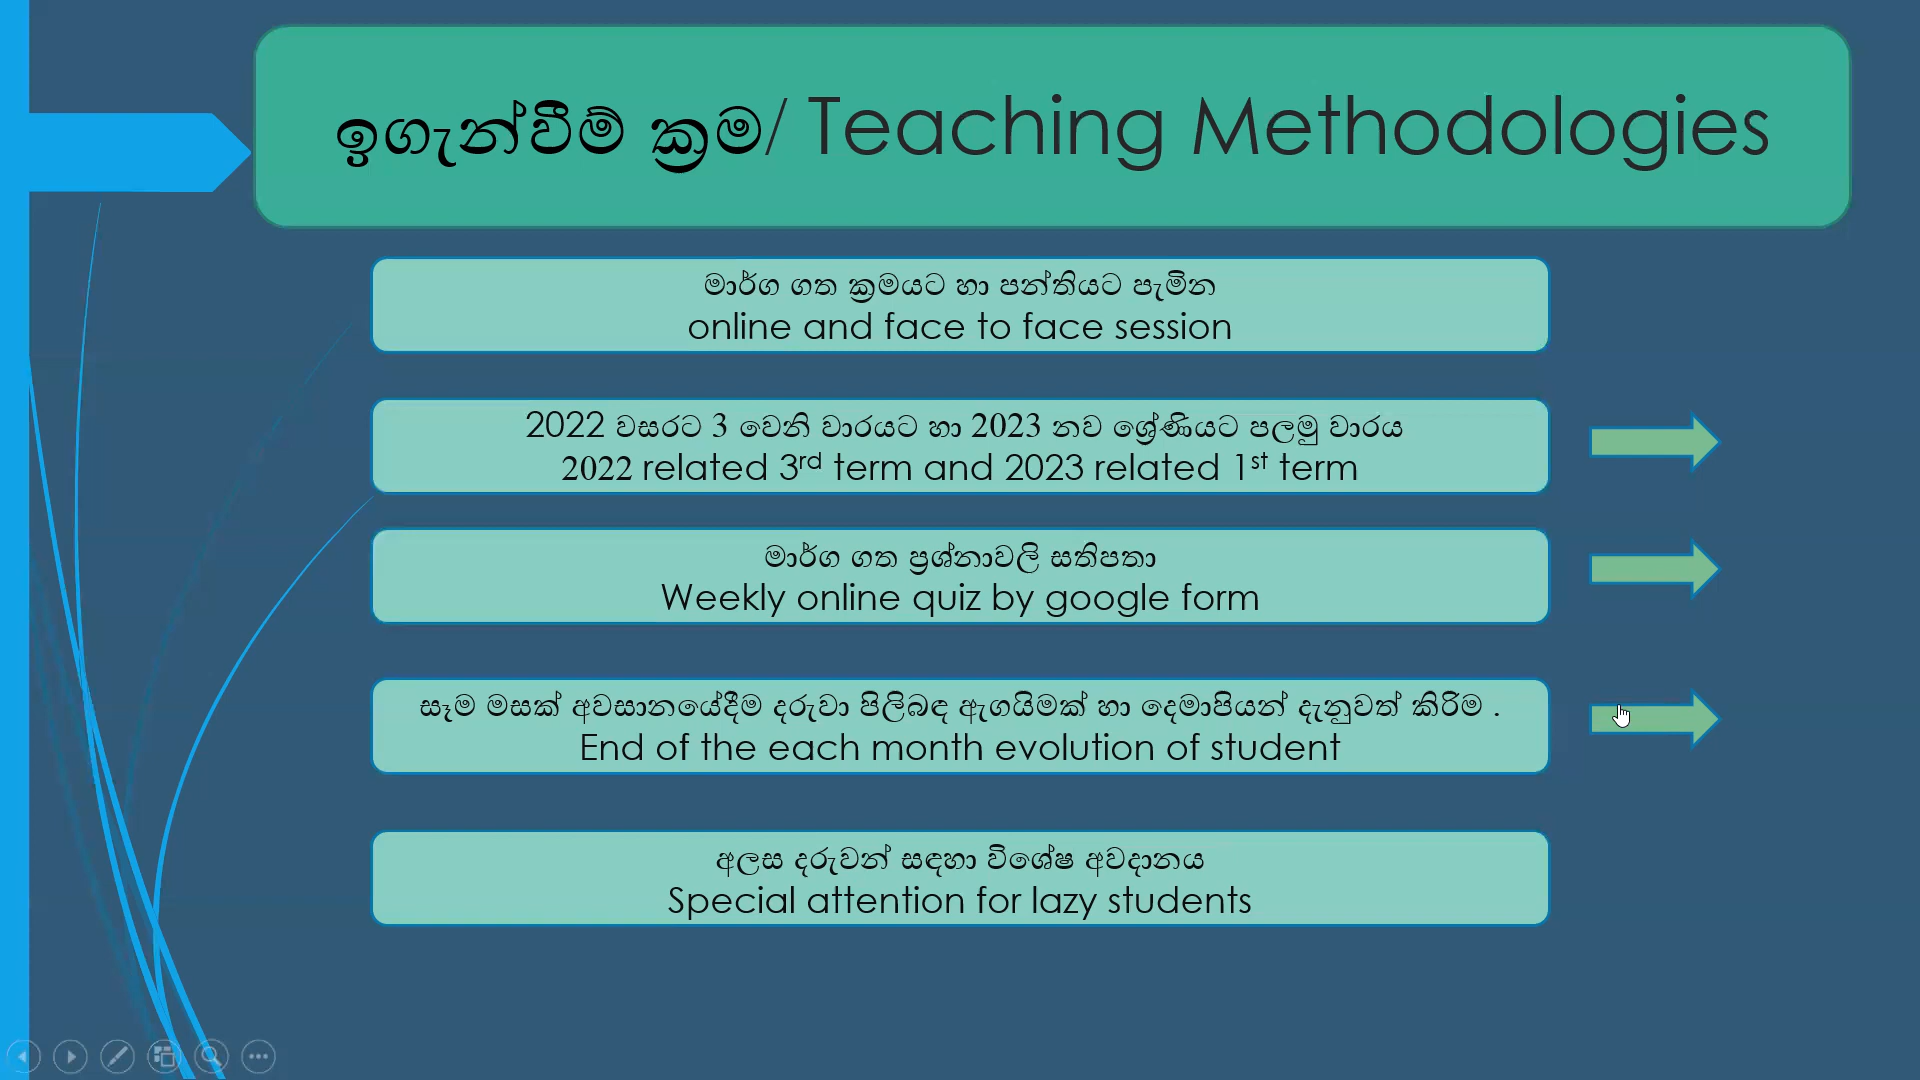 ඉගැන්වීම් ක්‍රම/ Teaching Methodologies
මාර්ග ගත ක්‍රමයට හා පන්තියට පැමින
online and face to face session
2022 වසරට 3 වෙනි වාරයට හා 2023 නව ශ්‍රේණියට පලමු වාරය
2022 related 3rd term and 2023 related 1st term
මාර්ග ගත ප්‍රශ්නාවලි සතිපතා
Weekly online quiz by google form
සෑම මසක් අවසානයේදීම දරුවා පිලිබඳ ඇගයිමක් හා දෙමාපියන් දැනුවත් කිරිම .
End of the each month evolution of student
අලස දරුවන් සඳහා විශේෂ අවදානය
Special attention for lazy students